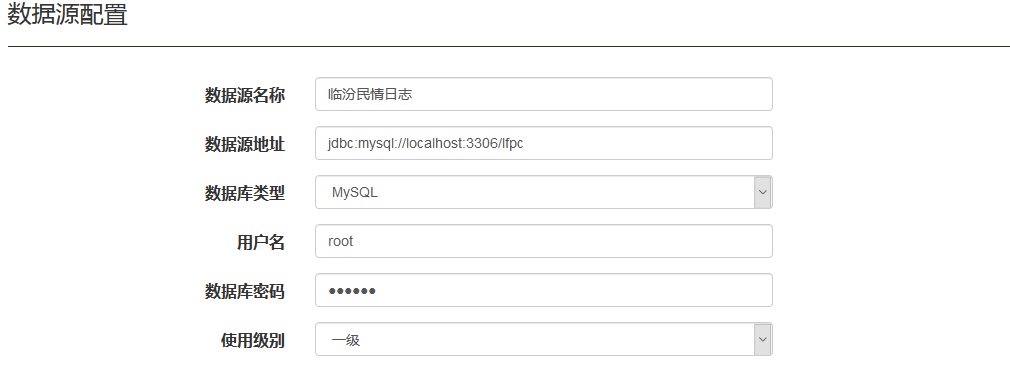 数据源配置
数据源名称 临汾民情日志
数据源地址 jdbc:mysql://localhost:3306/lfpc
数据库类型 MySQL
用户名 root
数据库密码 ●●●●●●
使用级别 一级